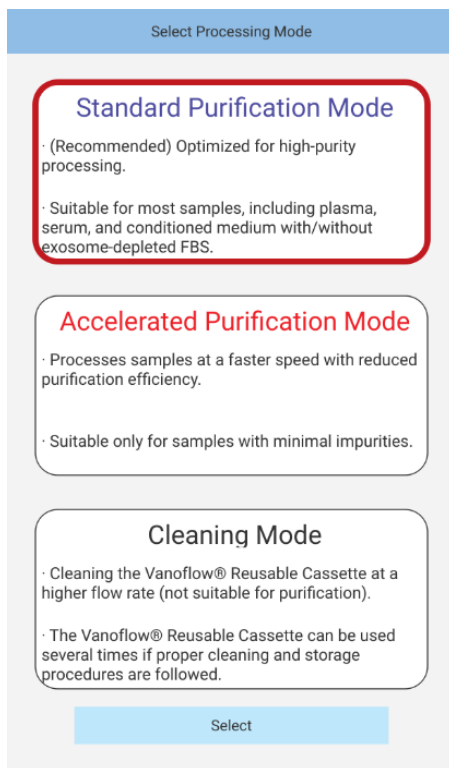 Select Processing Mode
Standard Purification Mode
· (Recommended) Optimized for high-purity
processing.
· Suitable for most samples, including plasma,
serum, and conditioned medium with/without
exosome-depleted FBS.
Accelerated Purification Mode
· Processes samples at a faster speed with reduced
purification efficiency.
· Suitable only for samples with minimal impurities.
Cleaning Mode
· Cleaning the Vanoflow® Reusable Cassette at a
higher flow rate (not suitable for purification).
· The Vanoflow® Reusable Cassette can be used
several times if proper cleaning and storage
procedures are followed.
Select